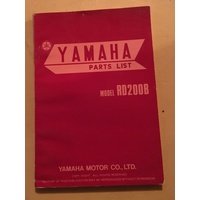 YAMAHA
PARTS LIST
MODEL RD200B
YAMAHA MOTOR CO., LTD.